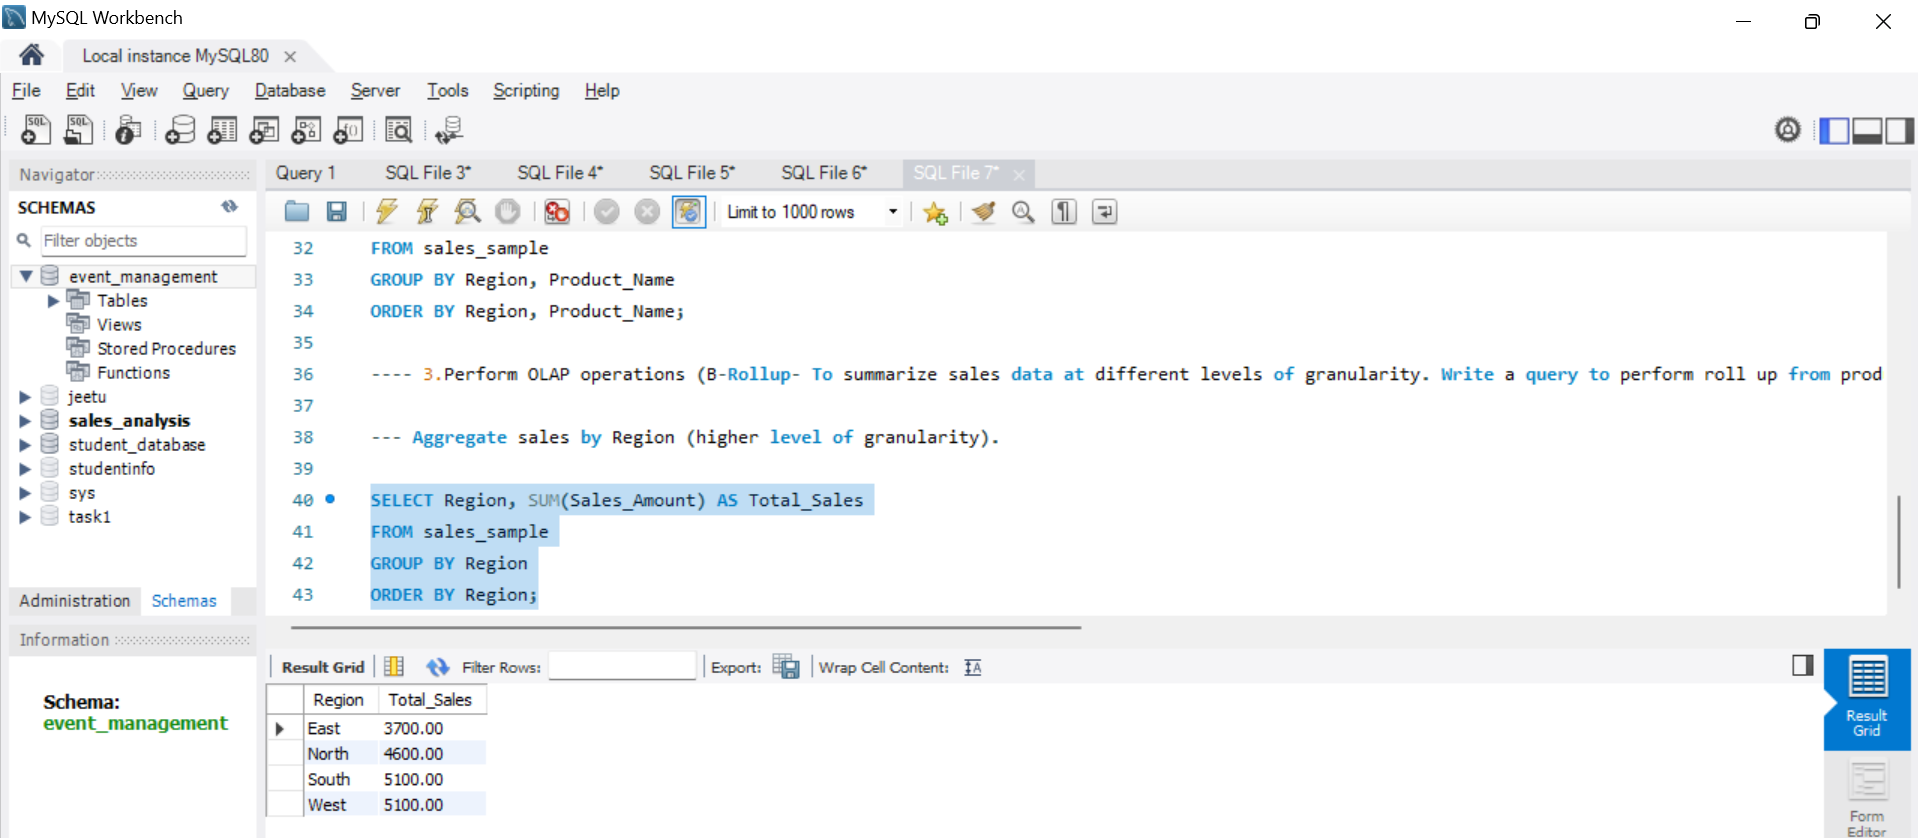 MySQL Workbench
Local instance MySQL80
File Edit View Query Database Server Tools Scripting Help
Navigator
Query 1 SQL File 3* SQL File 4* SQL File 5* SQL File 6* SQL File 7*
SCHEMAS
Limit to 1000 rows
Filter objects
event_management
Tables
Views
Stored Procedures
Functions
jeetu
sales_analysis
student_database
studentinfo
sys
task1
Administration Schemas
Information
Schema:
event_management
32 FROM sales_sample
33 GROUP BY Region, Product_Name
34 ORDER BY Region, Product_Name;
35
36 ---- 3.Perform OLAP operations (B-Rollup- To summarize sales data at different levels of granularity. Write a query to perform roll up from prod
37
38 --- Aggregate sales by Region (higher level of granularity).
39
40 SELECT Region, SUM(Sales_Amount) AS Total_Sales
41 FROM sales_sample
42 GROUP BY Region
43 ORDER BY Region;
Result Grid Filter Rows: Export: Wrap Cell Content:
Region Total_Sales
East 3700.00
North 4600.00
South 5100.00
West 5100.00
Result
Grid
Form
Editor